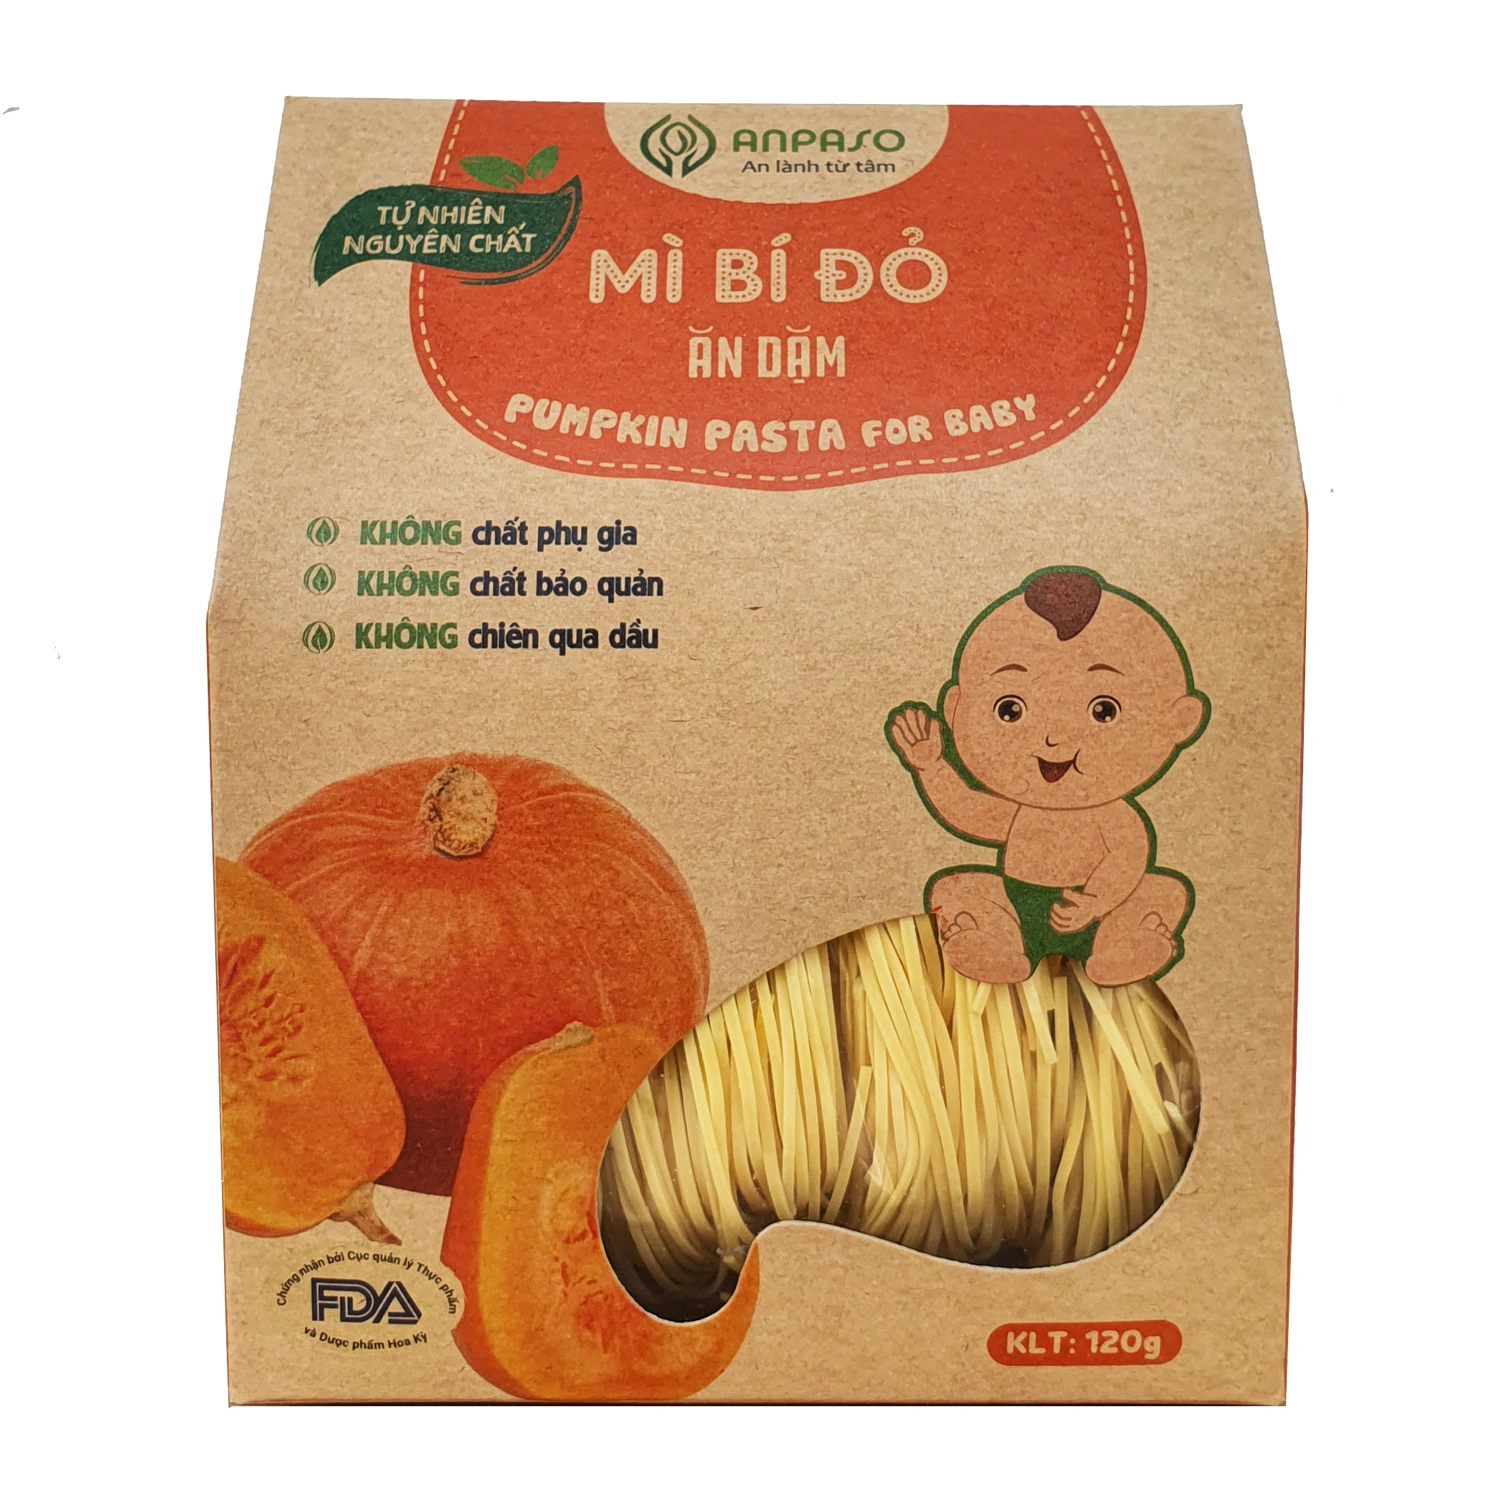 ANPASO
An lành từ tâm
TỰ NHIÊN
NGUYÊN CHẤT
MÌ BÍ ĐỎ
ĂN DẶM
PUMPKIN PASTA FOR BABY
KHÔNG chất phụ gia
KHÔNG chất bảo quản
KHÔNG chiên qua dầu
Chứng nhận bởi Cục quản lý Thực phẩm
FDA
và Dược phẩm Hoa Kỳ
KLT: 120g